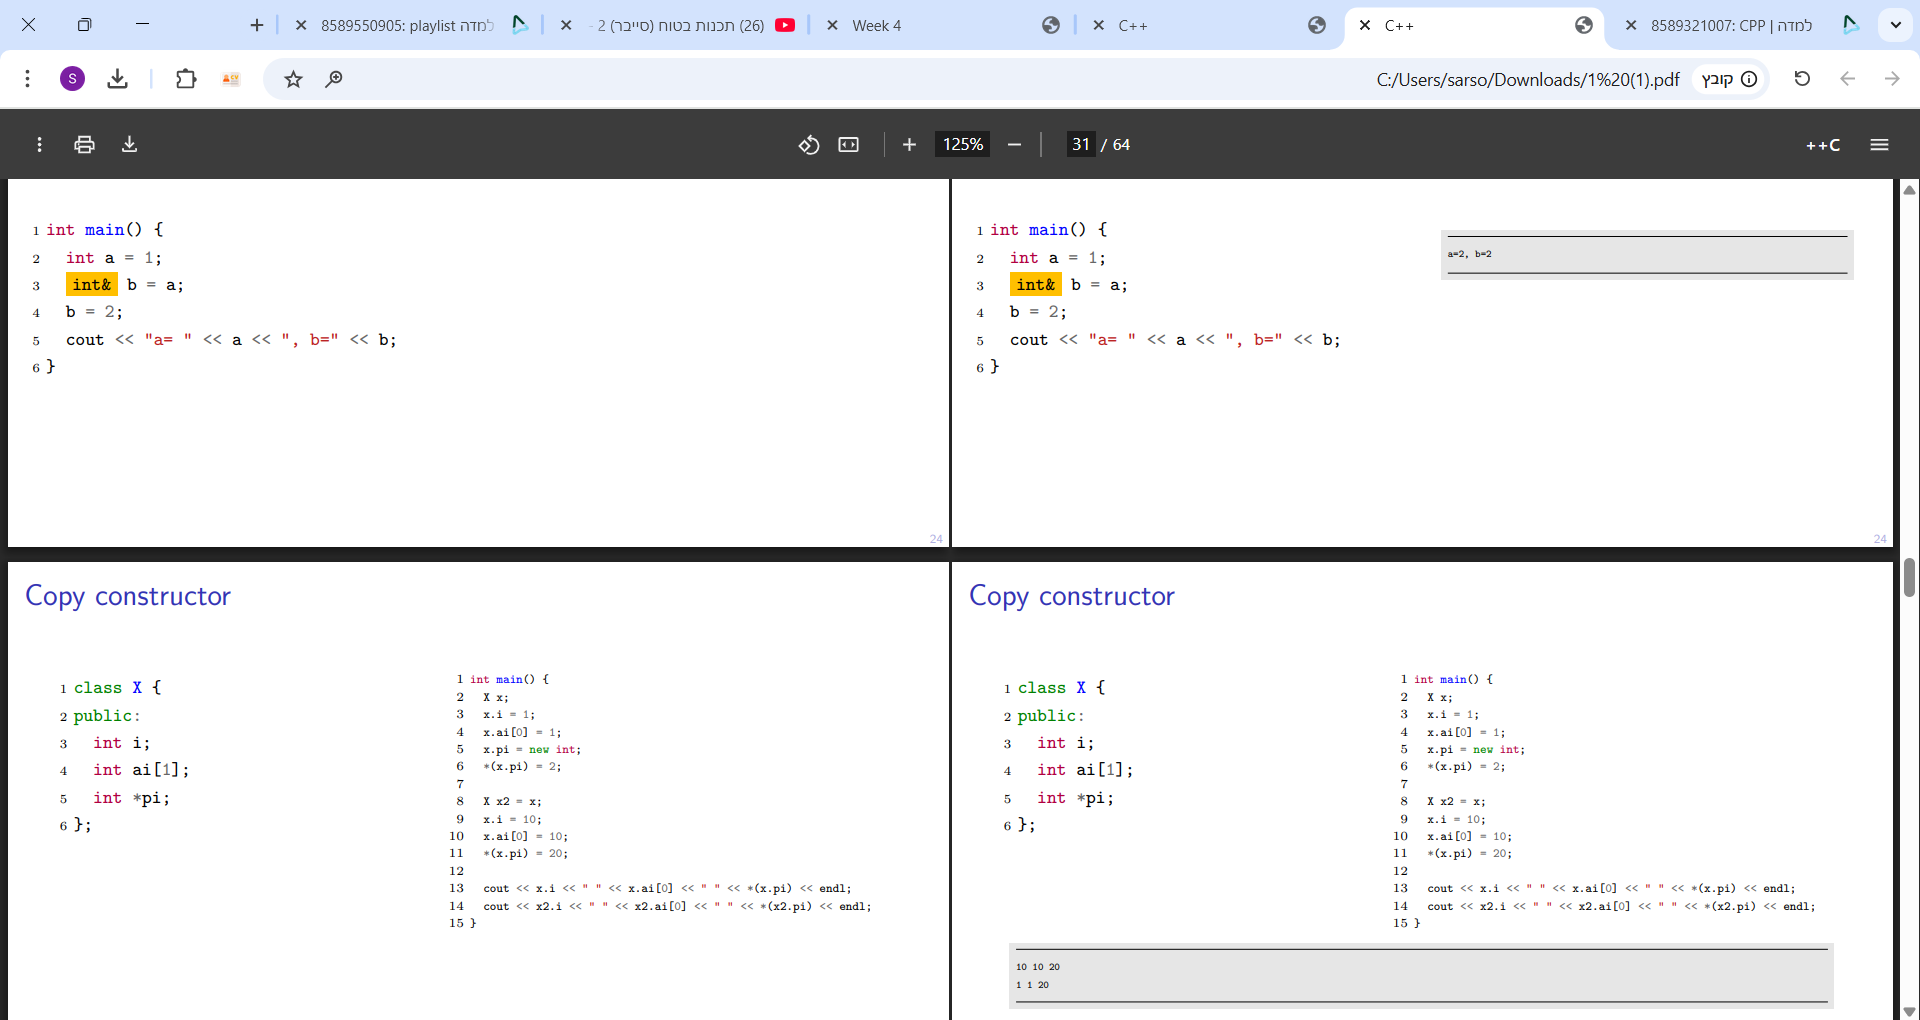 8589550905: playlist למדה
(26) תכנות בטוח (סייבר) 2 -
Week 4
C++
C++
8589321007: CPP | למדה
S
C:/Users/sarso/Downloads/1%20(1).pdf
קובץ
125%
31 / 64
++C
1 int main() {
2 int a = 1;
3 int& b = a;
4 b = 2;
5 cout << "a= " << a << ", b=" << b;
6 }
24
1 int main() {
2 int a = 1;
3 int& b = a;
4 b = 2;
5 cout << "a= " << a << ", b=" << b;
6 }
a=2, b=2
24
Copy constructor
1 class X {
2 public:
3 int i;
4 int ai[1];
5 int *pi;
6 };
1 int main() {
2 X x;
3 x.i = 1;
4 x.ai[0] = 1;
5 x.pi = new int;
6 *(x.pi) = 2;
7
8 X x2 = x;
9 x.i = 10;
10 x.ai[0] = 10;
11 *(x.pi) = 20;
12
13 cout << x.i << " " << x.ai[0] << " " << *(x.pi) << endl;
14 cout << x2.i << " " << x2.ai[0] << " " << *(x2.pi) << endl;
15 }
Copy constructor
1 class X {
2 public:
3 int i;
4 int ai[1];
5 int *pi;
6 };
1 int main() {
2 X x;
3 x.i = 1;
4 x.ai[0] = 1;
5 x.pi = new int;
6 *(x.pi) = 2;
7
8 X x2 = x;
9 x.i = 10;
10 x.ai[0] = 10;
11 *(x.pi) = 20;
12
13 cout << x.i << " " << x.ai[0] << " " << *(x.pi) << endl;
14 cout << x2.i << " " << x2.ai[0] << " " << *(x2.pi) << endl;
15 }
10 10 20
1 1 20